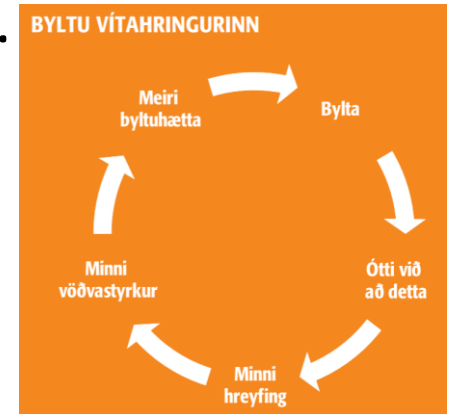 BYLTU VÍTAHRINGURINN
Meiri
byltuhætta
Bylta
Ótti við
að detta
Minni
hreyfing
Minni
vöðvastyrkur